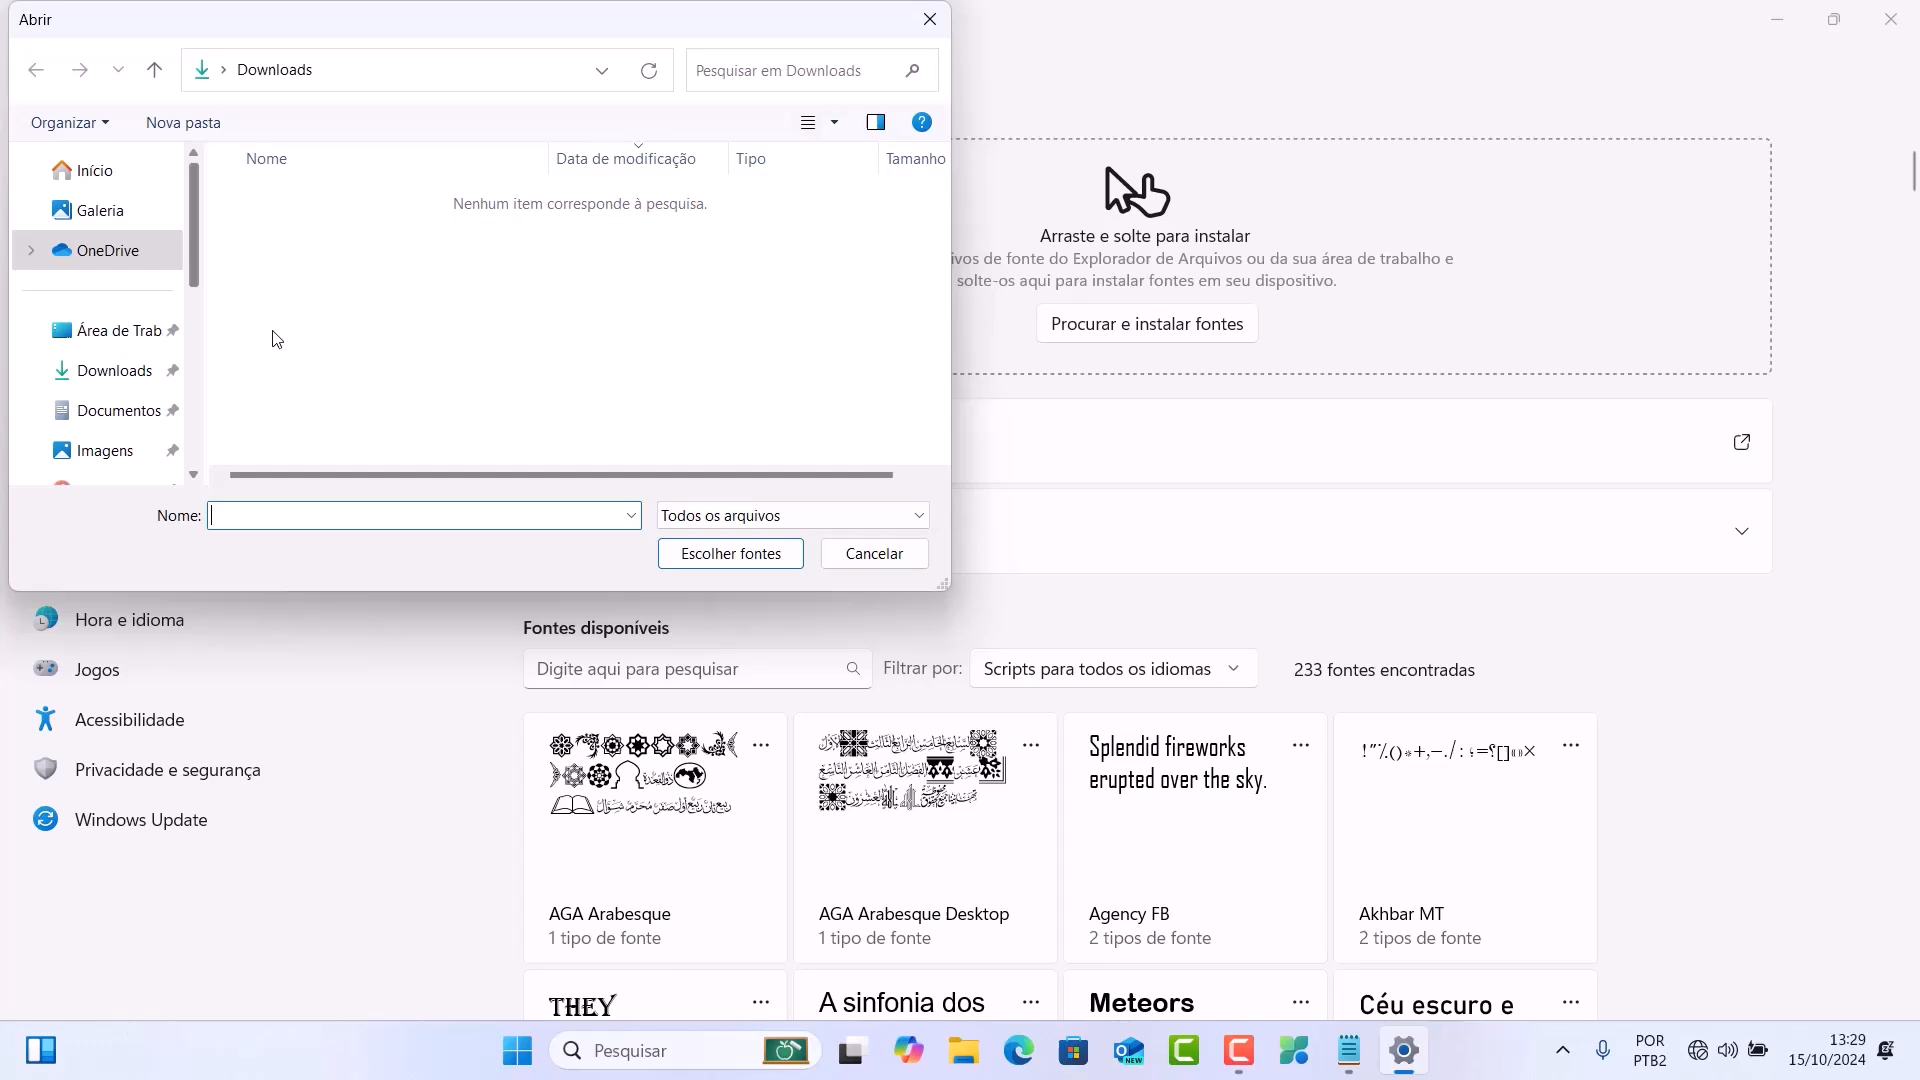 Abrir
Downloads
Pesquisar em Downloads
Organizar
Nova pasta
Início
Galeria
OneDrive
Área de Trab
Downloads
Documentos
Imagens
Nome
Data de modificação
Tipo
Tamanho
Nenhum item corresponde à pesquisa.
Nome:
Todos os arquivos
Escolher fontes
Cancelar
Arraste e solte para instalar
vos de fonte do Explorador de Arquivos ou da sua área de trabalho e
solte-os aqui para instalar fontes em seu dispositivo.
Procurar e instalar fontes
Hora e idioma
Jogos
Acessibilidade
Privacidade e segurança
Windows Update
Fontes disponíveis
Digite aqui para pesquisar
Filtrar por:
Scripts para todos os idiomas
233 fontes encontradas
Splendid fireworks
erupted over the sky.
AGA Arabesque
1 tipo de fonte
AGA Arabesque Desktop
1 tipo de fonte
Agency FB
2 tipos de fonte
Akhbar MT
2 tipos de fonte
THEY
A sinfonia dos
Meteors
Céu escuro e
Pesquisar
NEW
POR
PTB2
13:29
15/10/2024